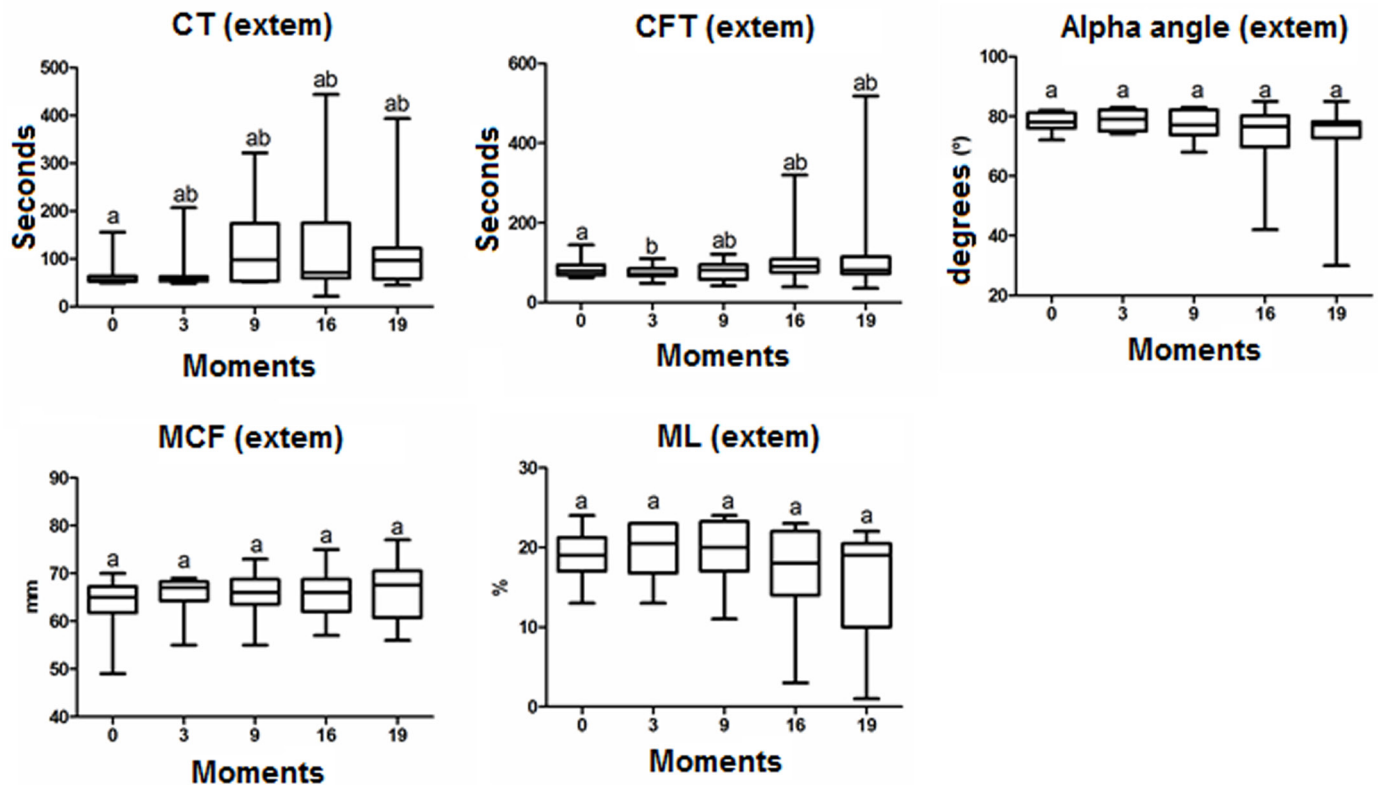 CT (extem)
Seconds
500
400
300
200
100
0
a
ab
ab
ab
ab
0 3 9 16 19
Moments
CFT (extem)
Seconds
600
400
200
0
a
b
ab
ab
ab
0 3 9 16 19
Moments
Alpha angle (extem)
degrees (º)
100
80
60
40
20
a a a a a
0 3 9 16 19
Moments
MCF (extem)
mm
90
80
70
60
50
40
a a a a a
0 3 9 16 19
Moments
ML (extem)
%
30
20
10
0
a a a a a
0 3 9 16 19
Moments